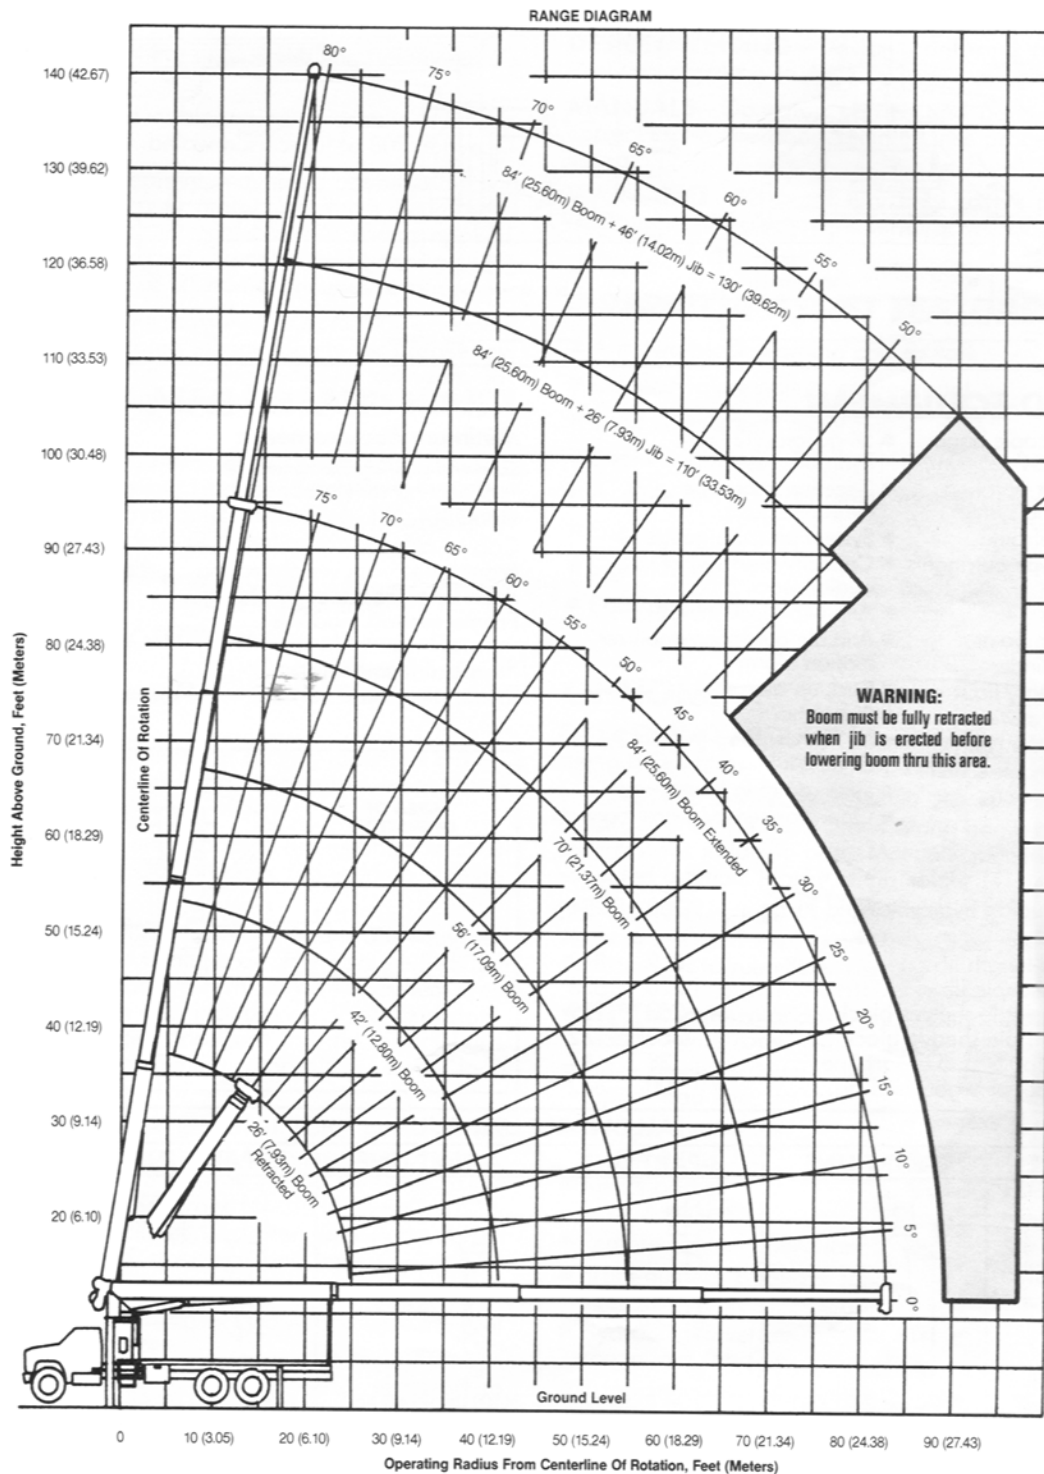 RANGE DIAGRAM
140 (42.67)
130 (39.62)
120 (36.58)
110 (33.53)
100 (30.48)
90 (27.43)
80 (24.38)
70 (21.34)
60 (18.29)
50 (15.24)
40 (12.19)
30 (9.14)
20 (6.10)
Height Above Ground, Feet (Meters)
Centerline Of Rotation
80°
75°
70°
65°
60°
55°
50°
84' (25.60m) Boom + 46' (14.02m) Jib = 130' (39.62m)
84' (25.60m) Boom + 26' (7.93m) Jib = 110' (33.53m)
75°
70°
65°
60°
55°
50°
45°
40°
35°
30°
25°
20°
15°
10°
5°
0°
84' (25.60m) Boom Extended
70' (21.37m) Boom
56' (17.09m) Boom
42' (12.80m) Boom
26' (7.93m) Boom
Retracted
WARNING:
Boom must be fully retracted
when jib is erected before
lowering boom thru this area.
Ground Level
0
10 (3.05)
20 (6.10)
30 (9.14)
40 (12.19)
50 (15.24)
60 (18.29)
70 (21.34)
80 (24.38)
90 (27.43)
Operating Radius From Centerline Of Rotation, Feet (Meters)